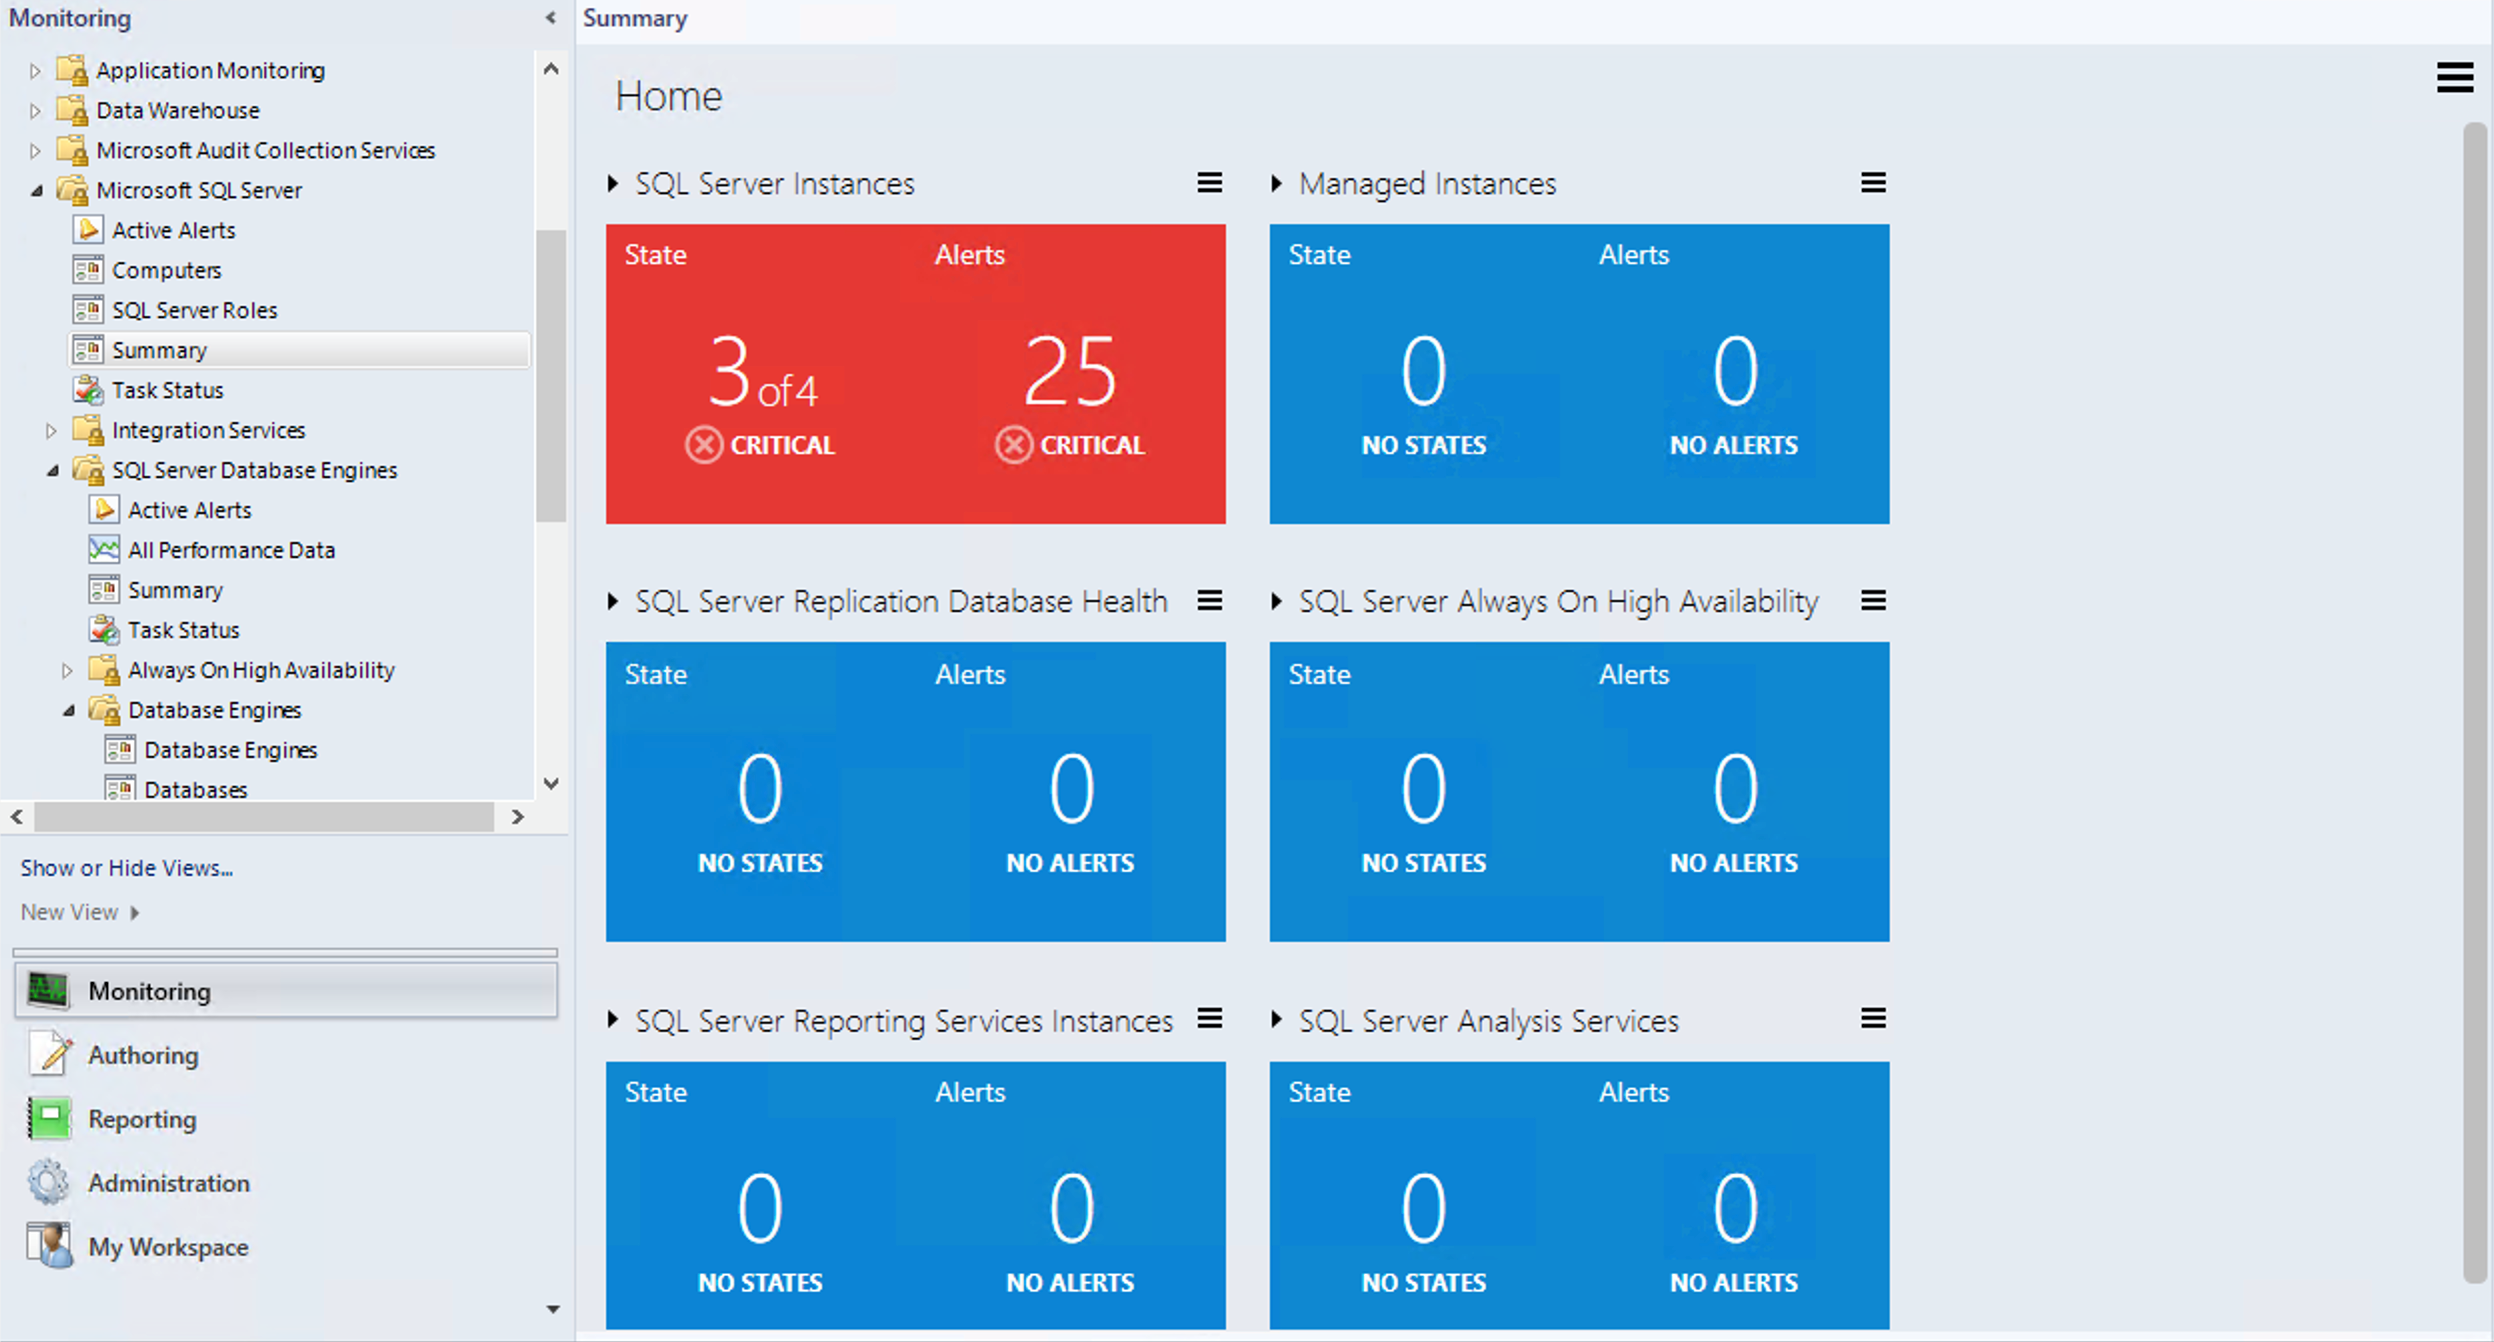 Monitoring
Application Monitoring
Data Warehouse
Microsoft Audit Collection Services
Microsoft SQL Server
Active Alerts
Computers
SQL Server Roles
Summary
Task Status
Integration Services
SQL Server Database Engines
Active Alerts
All Performance Data
Summary
Task Status
Always On High Availability
Database Engines
Database Engines
Databases
Show or Hide Views...
New View
Monitoring
Authoring
Reporting
Administration
My Workspace
Summary
Home
SQL Server Instances
State Alerts
3 of 4 25
CRITICAL CRITICAL
Managed Instances
State Alerts
0 0
NO STATES NO ALERTS
SQL Server Replication Database Health
State Alerts
0 0
NO STATES NO ALERTS
SQL Server Always On High Availability
State Alerts
0 0
NO STATES NO ALERTS
SQL Server Reporting Services Instances
State Alerts
0 0
NO STATES NO ALERTS
SQL Server Analysis Services
State Alerts
0 0
NO STATES NO ALERTS